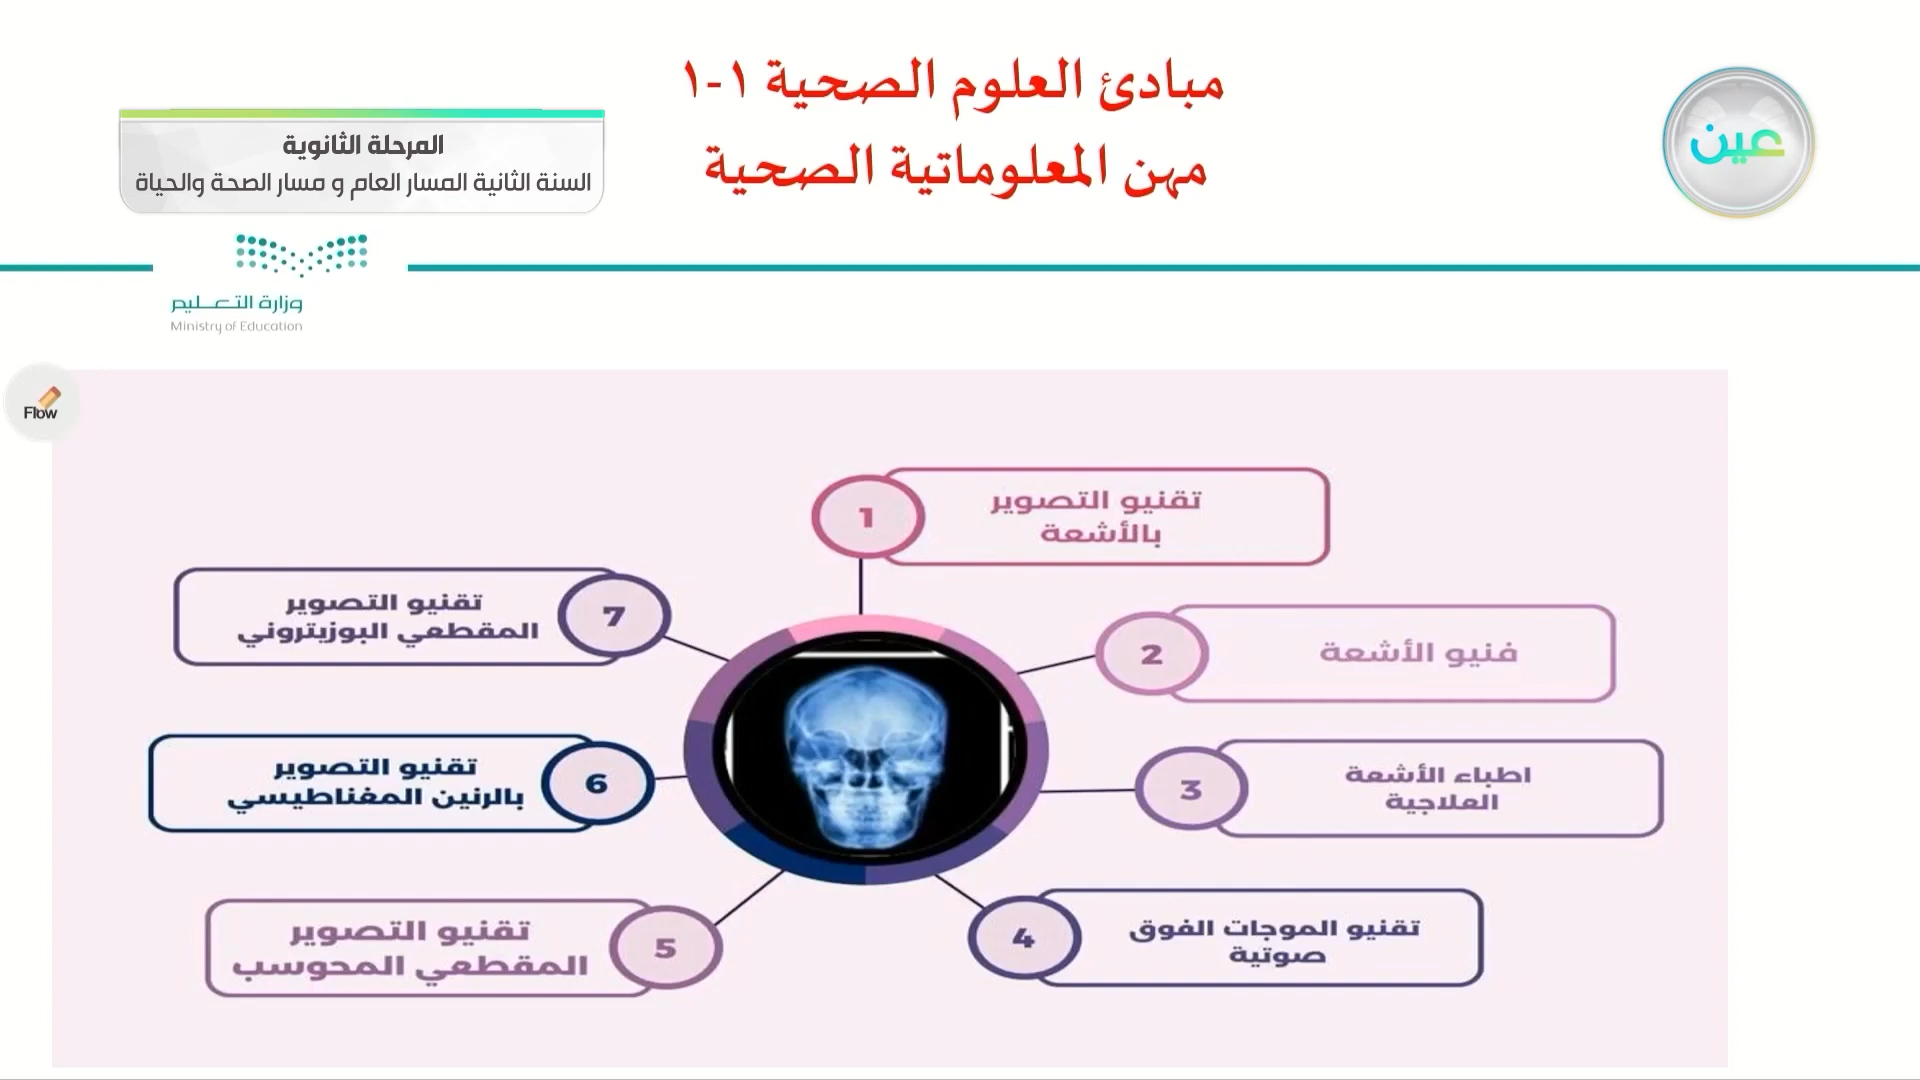 مبادئ العلوم الصحية ١-١
مهن المعلوماتية الصحية
عين
المرحلة الثانوية
السنة الثانية المسار العام و مسار الصحة والحياة
وزارة التعليم
Ministry of Education
Flow
1
تقنيو التصوير
بالأشعة
2
فنيو الأشعة
3
اطباء الأشعة
العلاجية
4
تقنيو الموجات الفوق
صوتية
5
تقنيو التصوير
المقطعي المحوسب
6
تقنيو التصوير
بالرنين المغناطيسي
7
تقنيو التصوير
المقطعي البوزيتروني